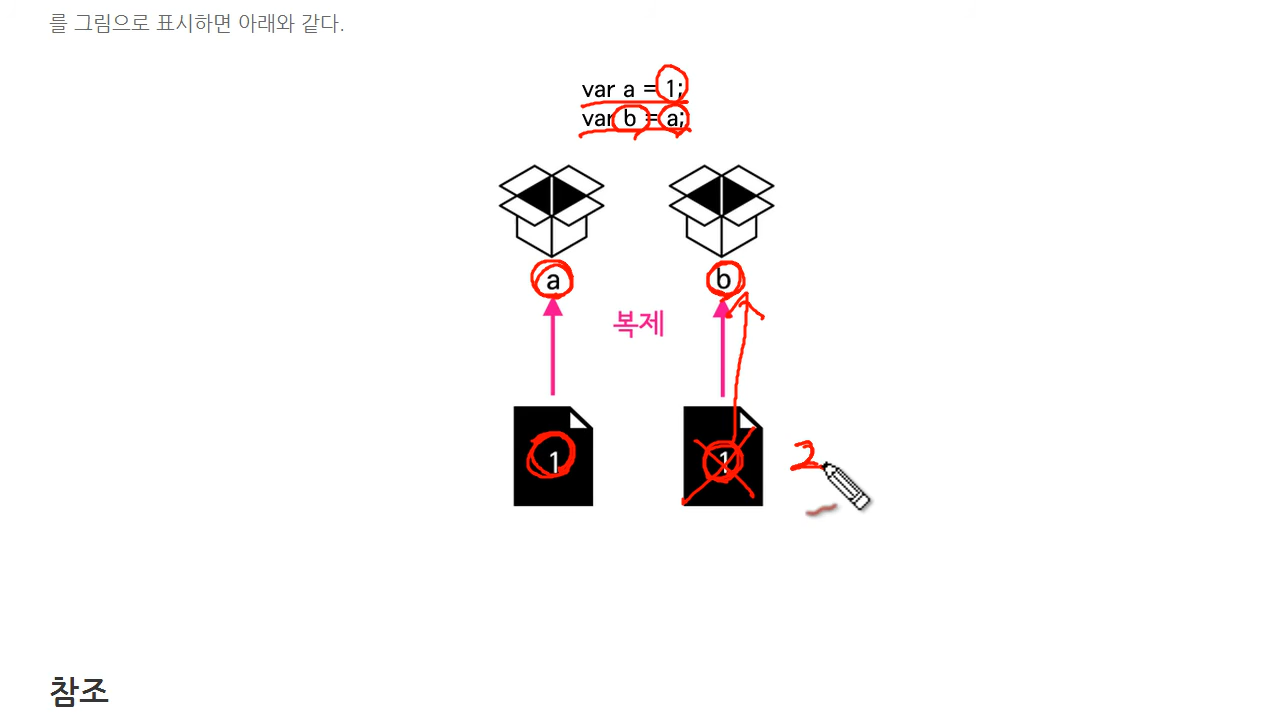 를 그림으로 표시하면 아래와 같다.
var a = 1;
var b = a;
a b
복제
1 1 2
참조